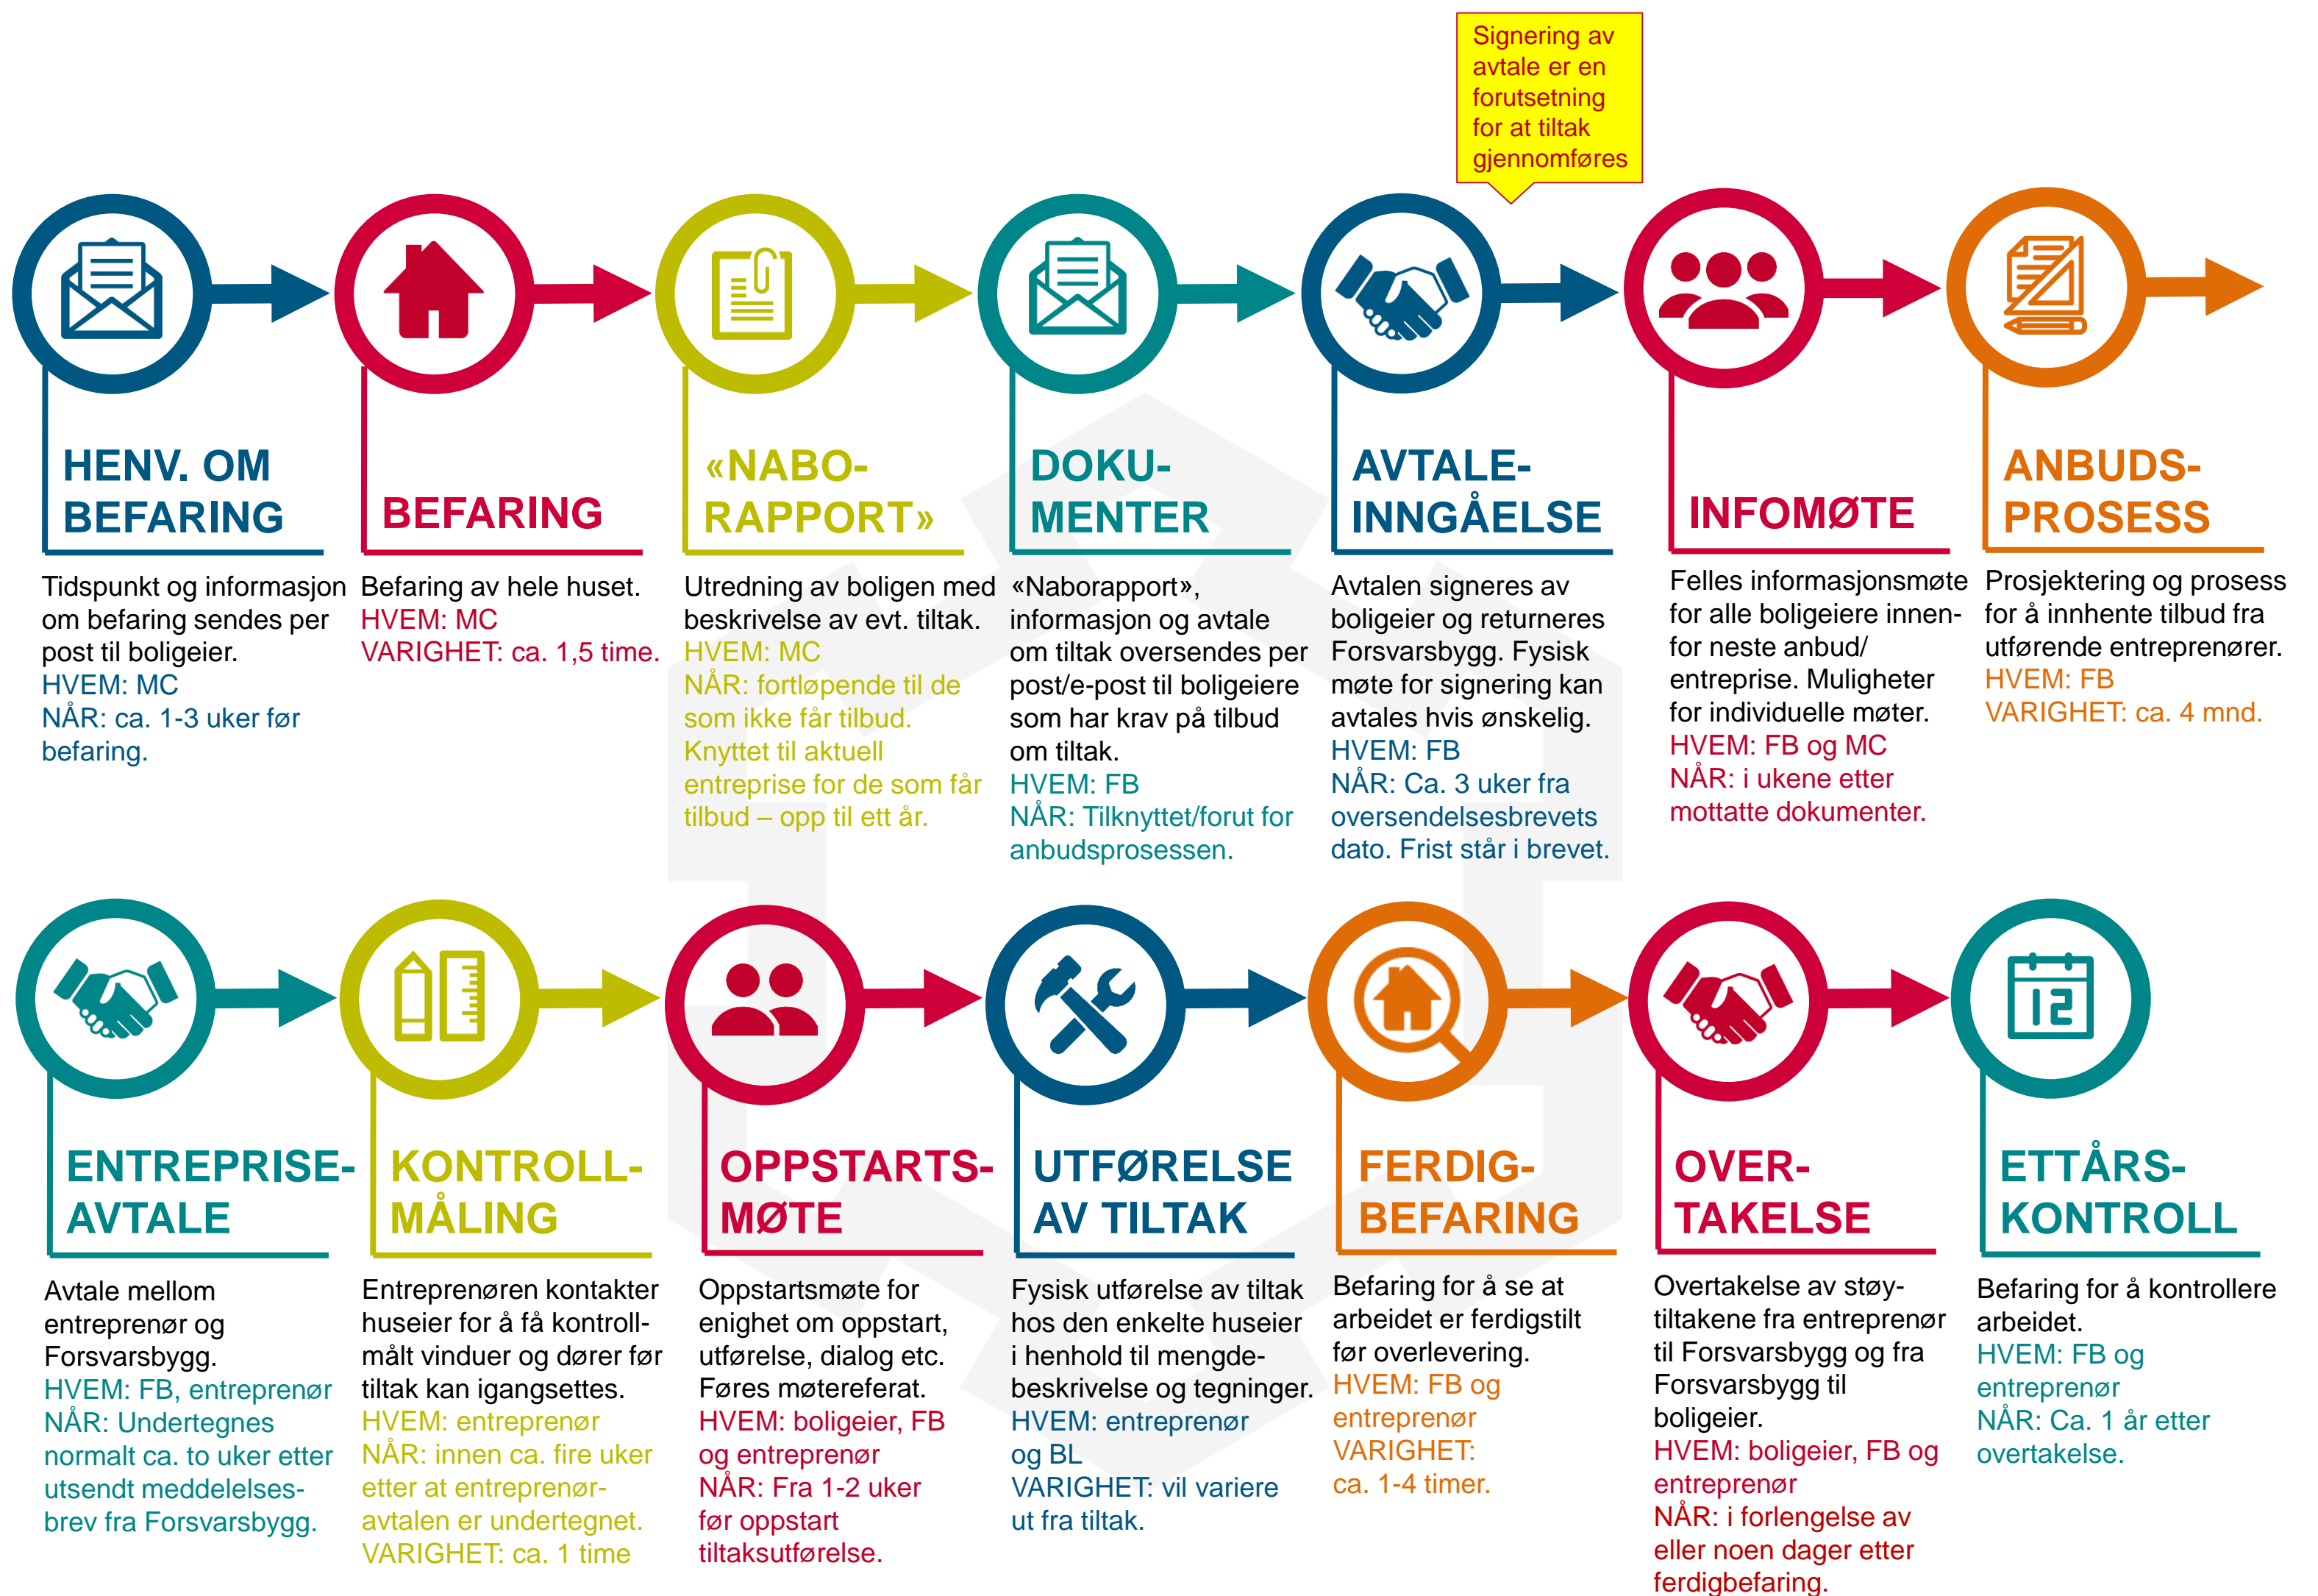 Signering av
avtale er en
forutsetning
for at tiltak
gjennomføres
HENV. OM
BEFARING
Tidspunkt og informasjon
om befaring sendes per
post til boligeier.
HVEM: MC
NÅR: ca. 1-3 uker før
befaring.
BEFARING
Befaring av hele huset.
HVEM: MC
VARIGHET: ca. 1,5 time.
«NABO-
RAPPORT»
Utredning av boligen med
beskrivelse av evt. tiltak.
HVEM: MC
NÅR: fortløpende til de
som ikke får tilbud.
Knyttet til aktuell
entreprise for de som får
tilbud – opp til ett år.
DOKU-
MENTER
«Naborapport»,
informasjon og avtale
om tiltak oversendes per
post/e-post til boligeiere
som har krav på tilbud
om tiltak.
HVEM: FB
NÅR: Tilknyttet/forut for
anbudsprosessen.
AVTALE-
INNGÅELSE
Avtalen signeres av
boligeier og returneres
Forsvarsbygg. Fysisk
møte for signering kan
avtales hvis ønskelig.
HVEM: FB
NÅR: Ca. 3 uker fra
oversendelsesbrevets
dato. Frist står i brevet.
INFOMØTE
Felles informasjonsmøte
for alle boligeiere innen-
for neste anbud/
entreprise. Muligheter
for individuelle møter.
HVEM: FB og MC
NÅR: i ukene etter
mottatte dokumenter.
ANBUDS-
PROSESS
Prosjektering og prosess
for å innhente tilbud fra
utførende entreprenører.
HVEM: FB
VARIGHET: ca. 4 mnd.
ENTREPRISE-
AVTALE
Avtale mellom
entreprenør og
Forsvarsbygg.
HVEM: FB, entreprenør
NÅR: Undertegnes
normalt ca. to uker etter
utsendt meddelelses-
brev fra Forsvarsbygg.
KONTROLL-
MÅLING
Entreprenøren kontakter
huseier for å få kontroll-
målt vinduer og dører før
tiltak kan igangsettes.
HVEM: entreprenør
NÅR: innen ca. fire uker
etter at entreprenør-
avtalen er undertegnet.
VARIGHET: ca. 1 time
OPPSTARTS-
MØTE
Oppstartsmøte for
enighet om oppstart,
utførelse, dialog etc.
Føres møtereferat.
HVEM: boligeier, FB
og entreprenør
NÅR: Fra 1-2 uker
før oppstart
tiltaksutførelse.
UTFØRELSE
AV TILTAK
Fysisk utførelse av tiltak
hos den enkelte huseier
i henhold til mengde-
beskrivelse og tegninger.
HVEM: entreprenør
og BL
VARIGHET: vil variere
ut fra tiltak.
FERDIG-
BEFARING
Befaring for å se at
arbeidet er ferdigstilt
før overlevering.
HVEM: FB og
entreprenør
VARIGHET:
ca. 1-4 timer.
OVER-
TAKELSE
Overtakelse av støy-
tiltakene fra entreprenør
til Forsvarsbygg og fra
Forsvarsbygg til
boligeier.
HVEM: boligeier, FB og
entreprenør
NÅR: i forlengelse av
eller noen dager etter
ferdigbefaring.
12
ETTÅRS-
KONTROLL
Befaring for å kontrollere
arbeidet.
HVEM: FB og
entreprenør
NÅR: Ca. 1 år etter
overtakelse.